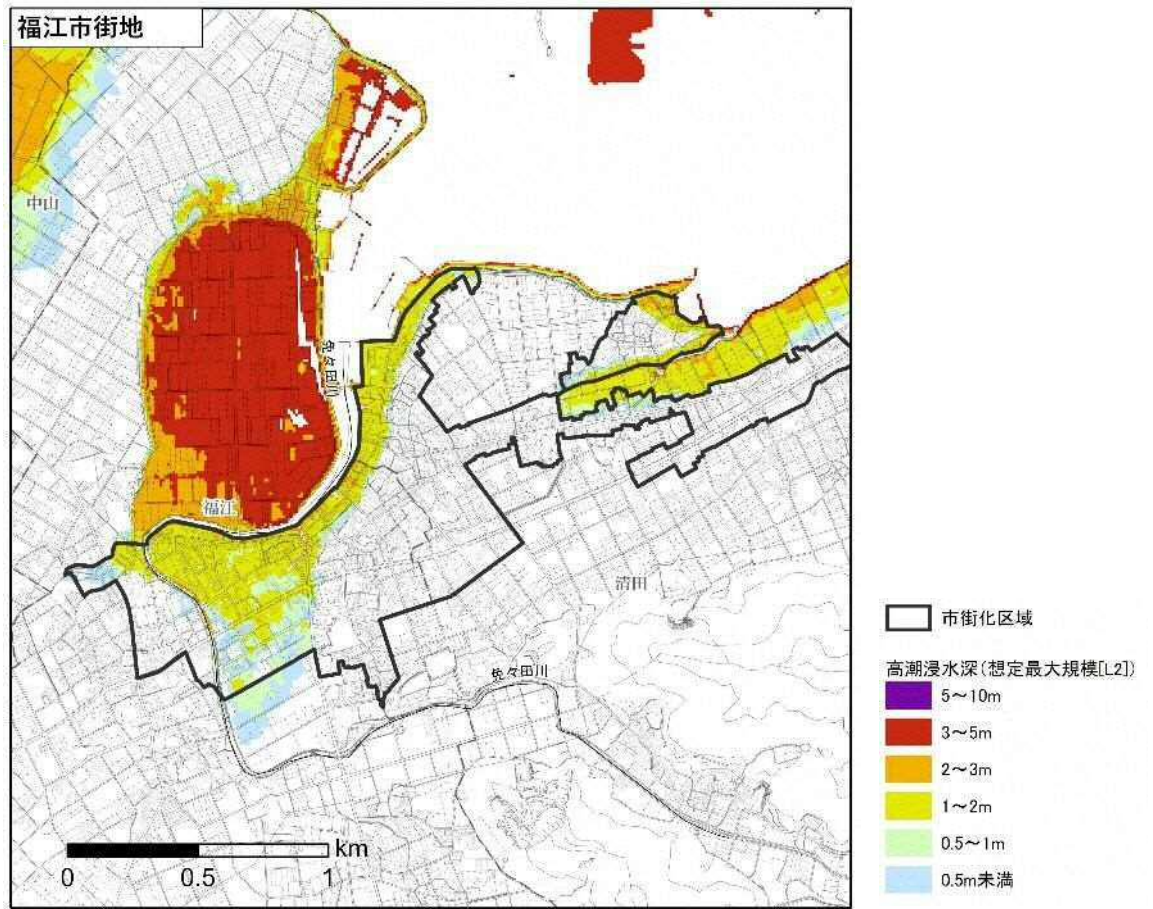 福江市街地
中山
免々田川
福江
清田
免々田川
km
0 0.5 1
市街化区域
高潮浸水深(想定最大規模[L2])
5～10m
3～5m
2～3m
1～2m
0.5～1m
0.5m未満